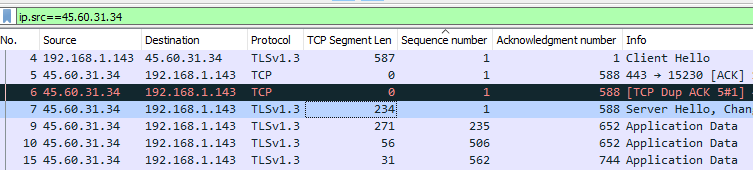 ip.src==45.60.31.34
No. Source Destination Protocol TCP Segment Len Sequence number Acknowledgment number Info
4 192.168.1.143 45.60.31.34 TLSv1.3 587 1 1 Client Hello
5 45.60.31.34 192.168.1.143 TCP 0 1 588 443 → 15230 [ACK]
6 45.60.31.34 192.168.1.143 TCP 0 1 588 [TCP Dup ACK 5#1]
7 45.60.31.34 192.168.1.143 TLSv1.3 234 1 588 Server Hello, Chan
9 45.60.31.34 192.168.1.143 TLSv1.3 271 235 652 Application Data
10 45.60.31.34 192.168.1.143 TLSv1.3 56 506 652 Application Data
15 45.60.31.34 192.168.1.143 TLSv1.3 31 562 744 Application Data